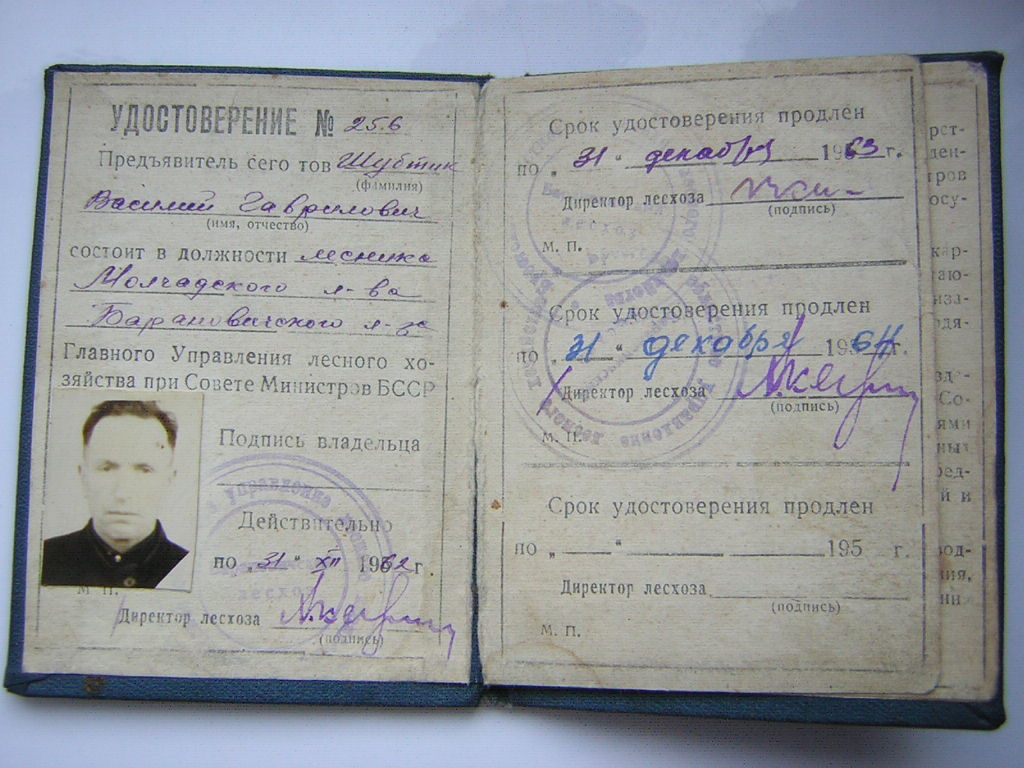 УДОСТОВЕРЕНИЕ № 256
Предъявитель сего тов Шубтик
(фамилия)
Василий Гаврилович
(имя, отчество)
состоит в должности лесника
Молчадского л-ва
Барановичского л-за
Главного Управления лесного хо-
зяйства при Совете Министров БССР
Подпись владельца
Действительно
по „31“ XII 1962 г
М. П.
Директор лесхоза
(подпись)
Срок удостоверения продлен
по „31“ декабря 1963 г.
Директор лесхоза
(подпись)
М. П.
Срок удостоверения продлен
по „31“ декабря 1964 г.
Директор лесхоза
(подпись)
М. П.
Срок удостоверения продлен
по „ “ 195 г.
Директор лесхоза
(подпись)
М. П.